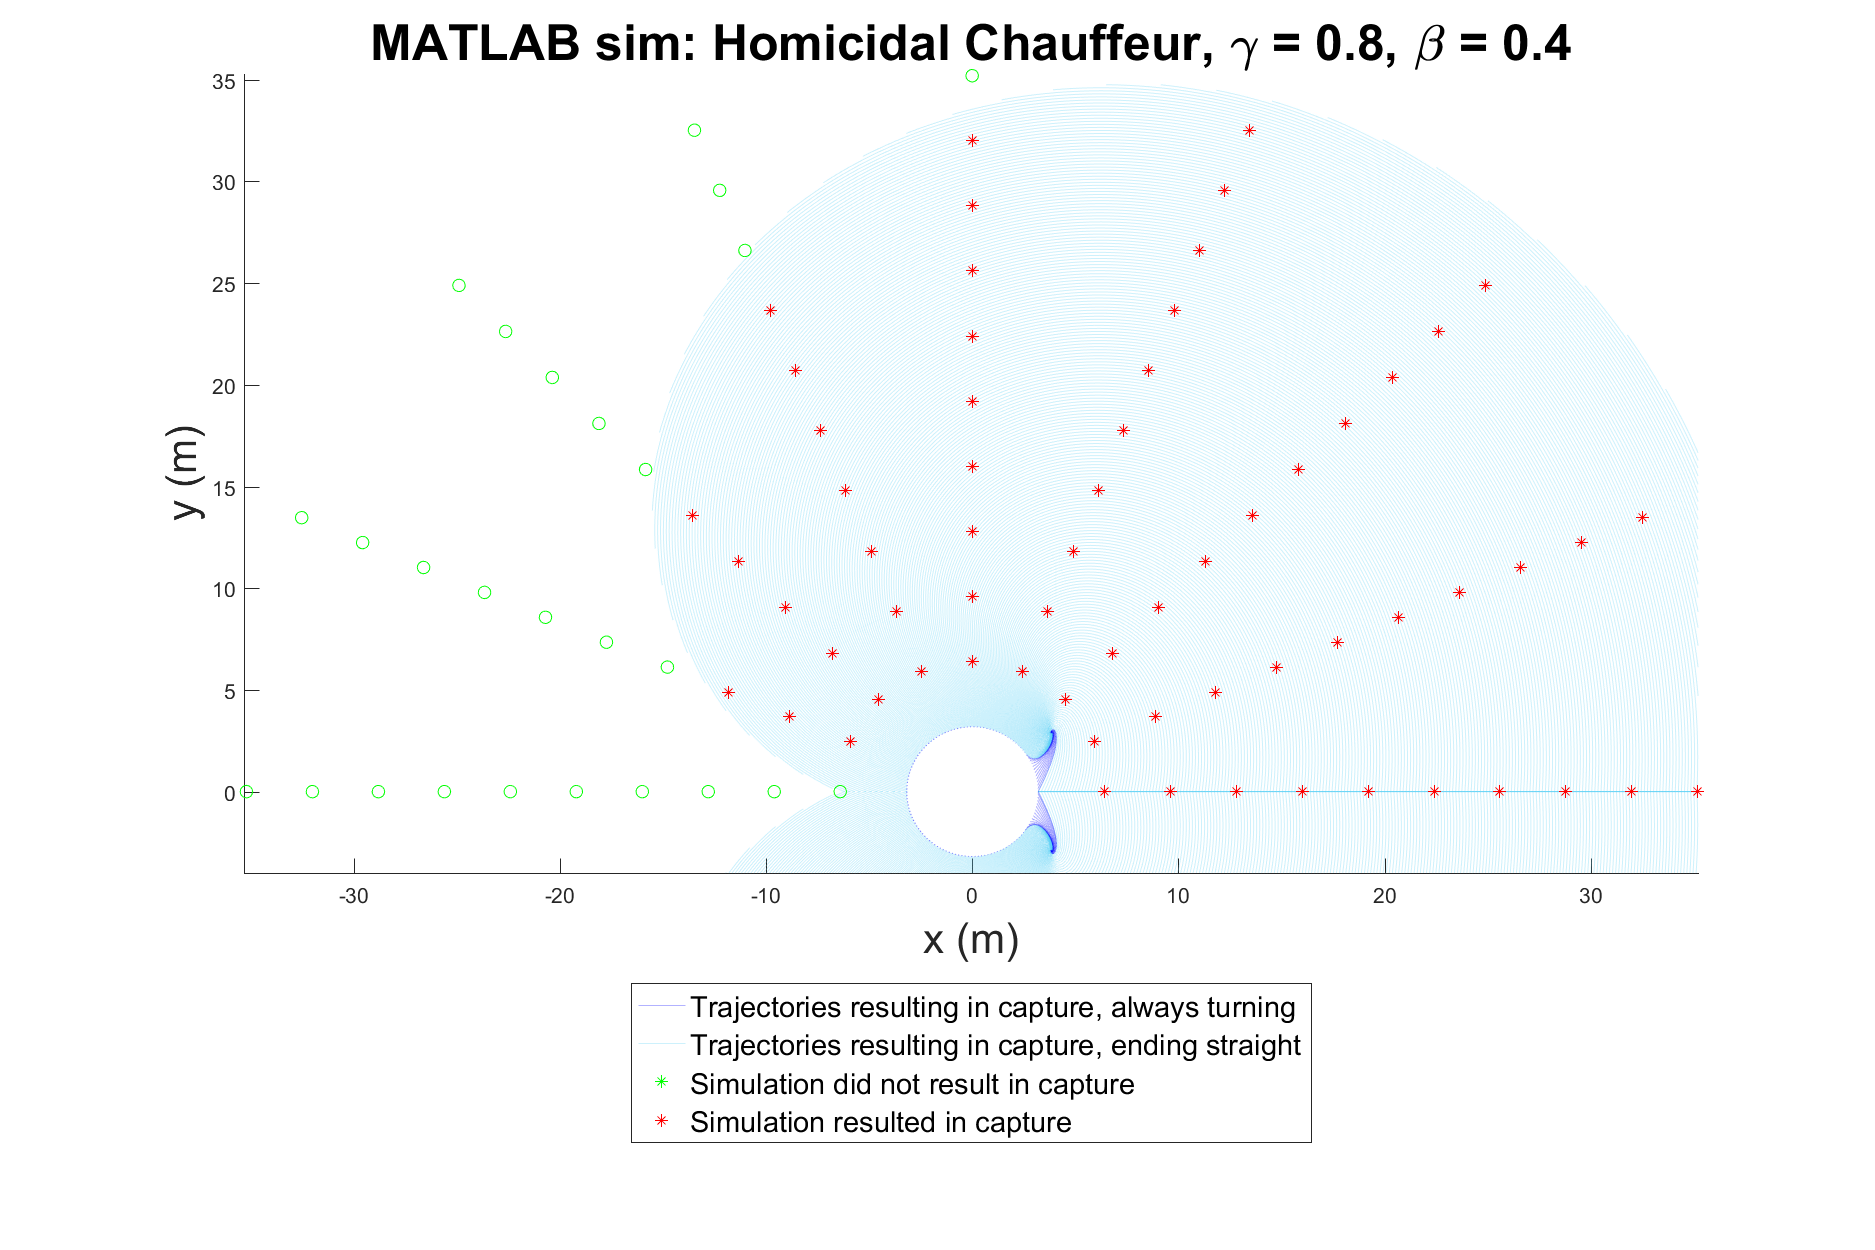 MATLAB sim: Homicidal Chauffeur, γ = 0.8, β = 0.4
35
30
25
20
15
10
5
0
y (m)
-30 -20 -10 0 10 20 30
x (m)
Trajectories resulting in capture, always turning
Trajectories resulting in capture, ending straight
Simulation did not result in capture
Simulation resulted in capture